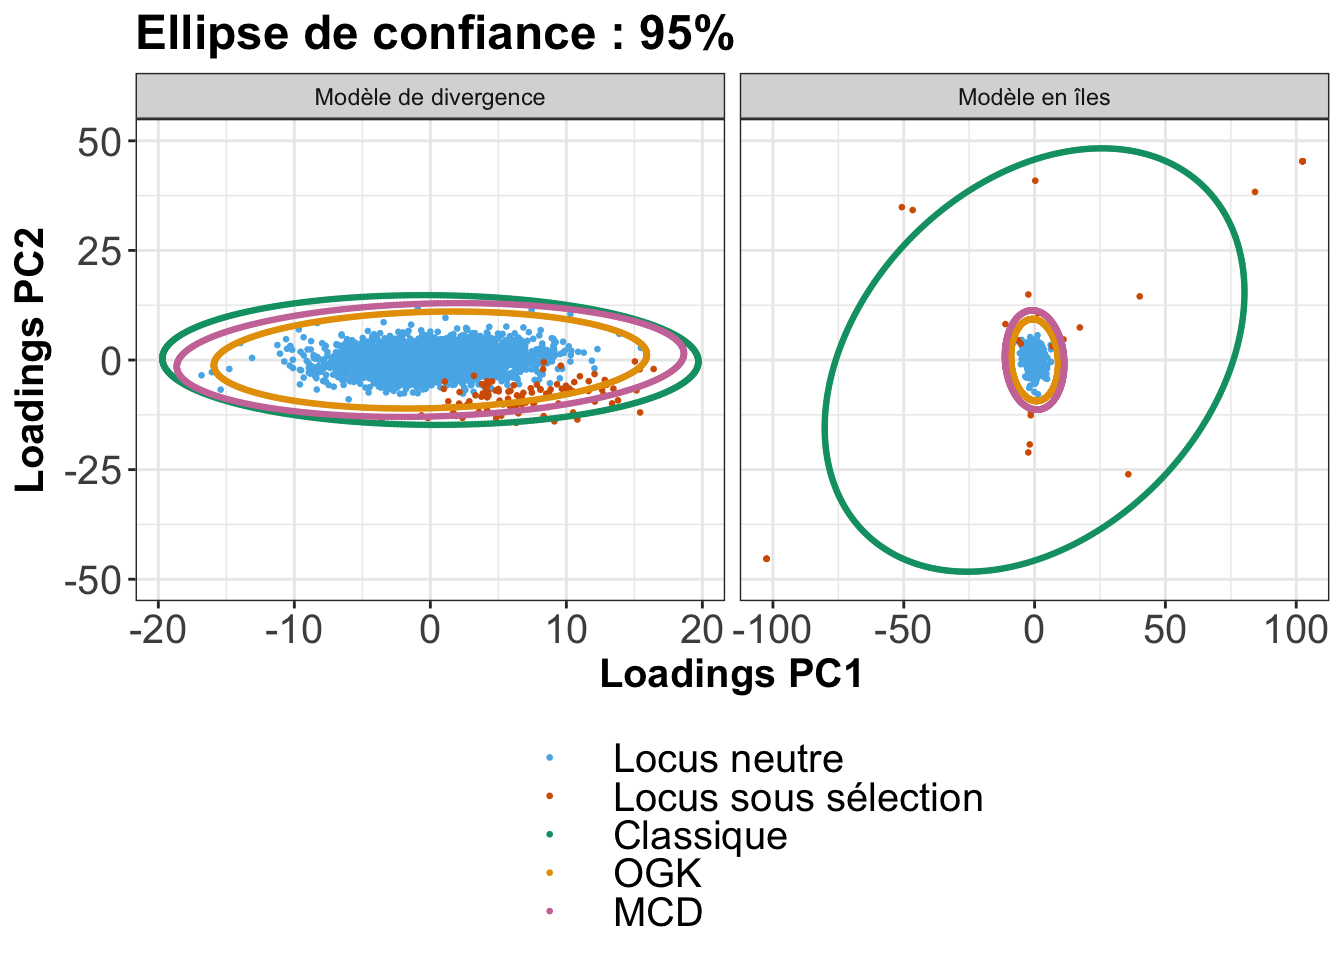 Ellipse de confiance : 95%
Modèle de divergence
Modèle en îles
50
25
0
-25
-50
Loadings PC2
-20 -10 0 10 20
-100 -50 0 50 100
Loadings PC1
Locus neutre
Locus sous sélection
Classique
OGK
MCD